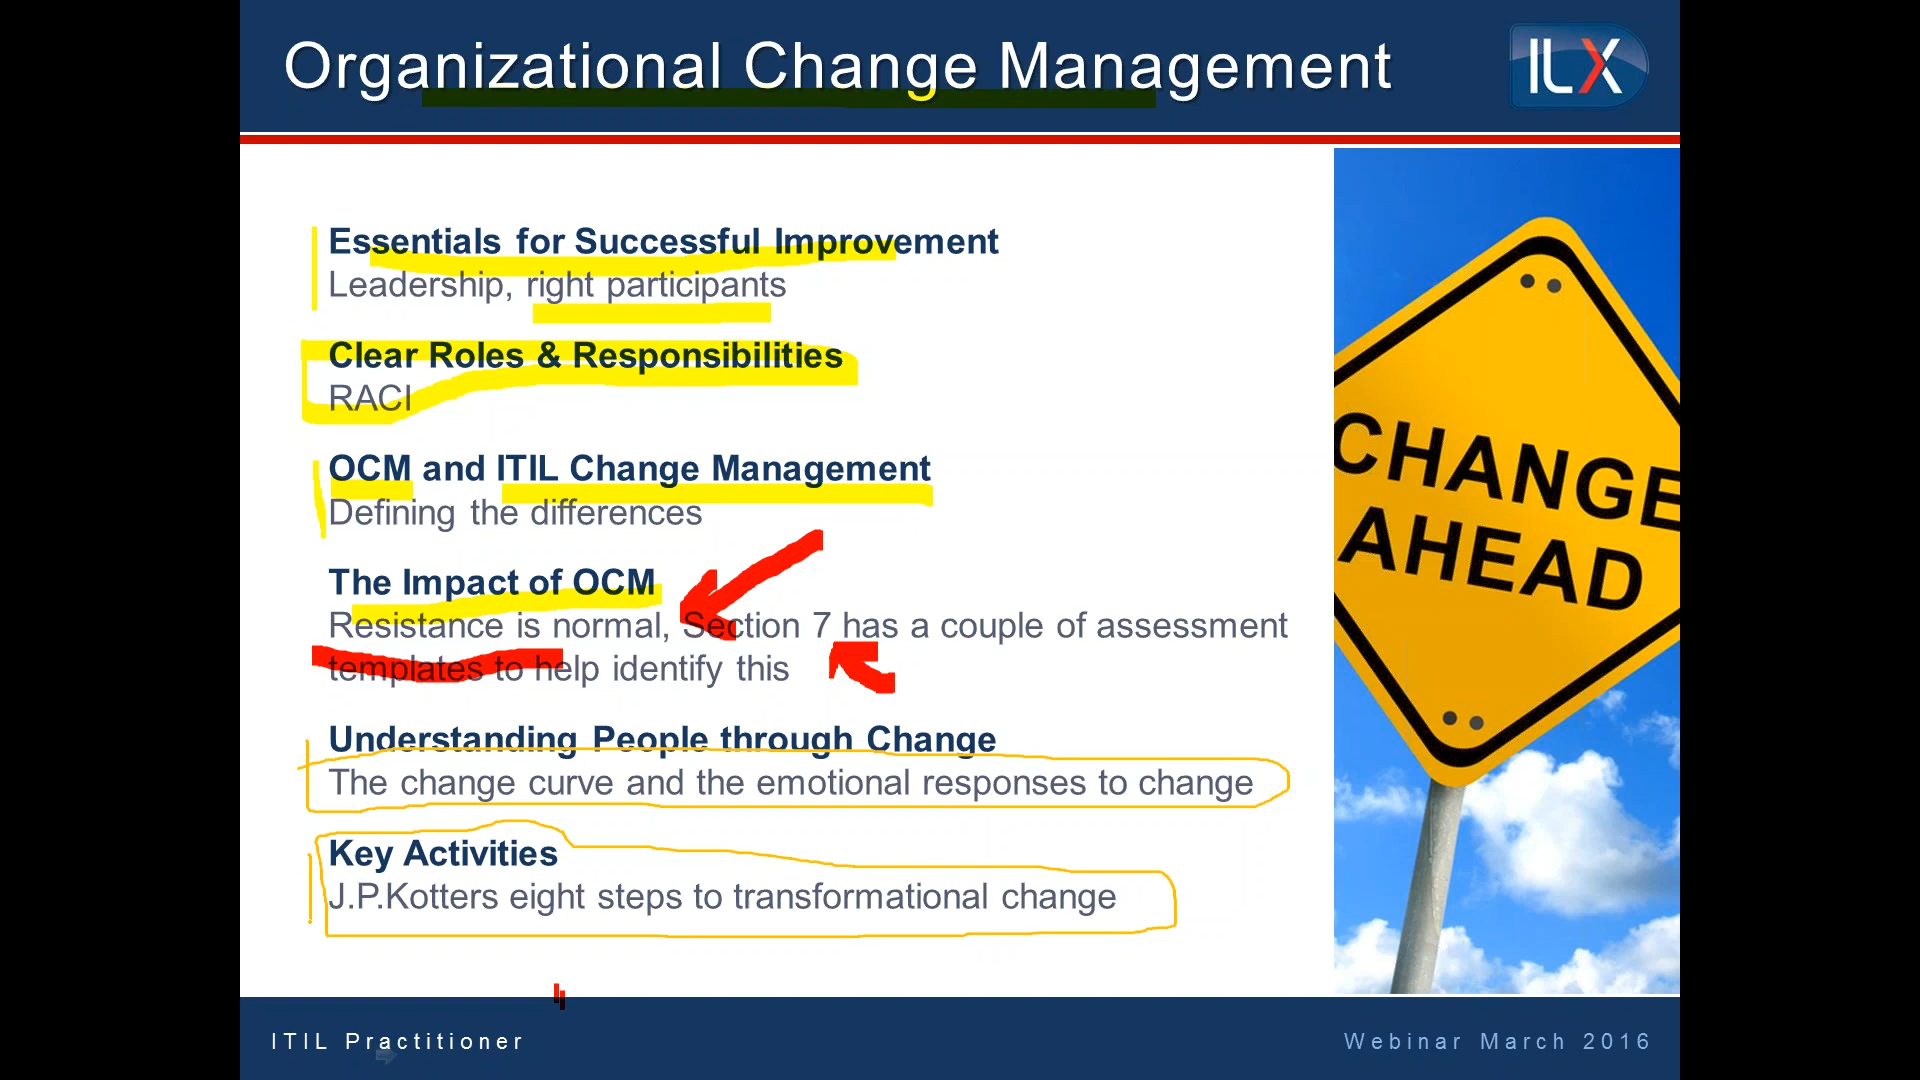 Organizational Change Management
ILX
Essentials for Successful Improvement
Leadership, right participants
Clear Roles & Responsibilities
RACI
OCM and ITIL Change Management
Defining the differences
The Impact of OCM
Resistance is normal, Section 7 has a couple of assessment
templates to help identify this
Understanding People through Change
The change curve and the emotional responses to change
Key Activities
J.P.Kotters eight steps to transformational change
CHANGE
AHEAD
ITIL Practitioner
Webinar March 2016